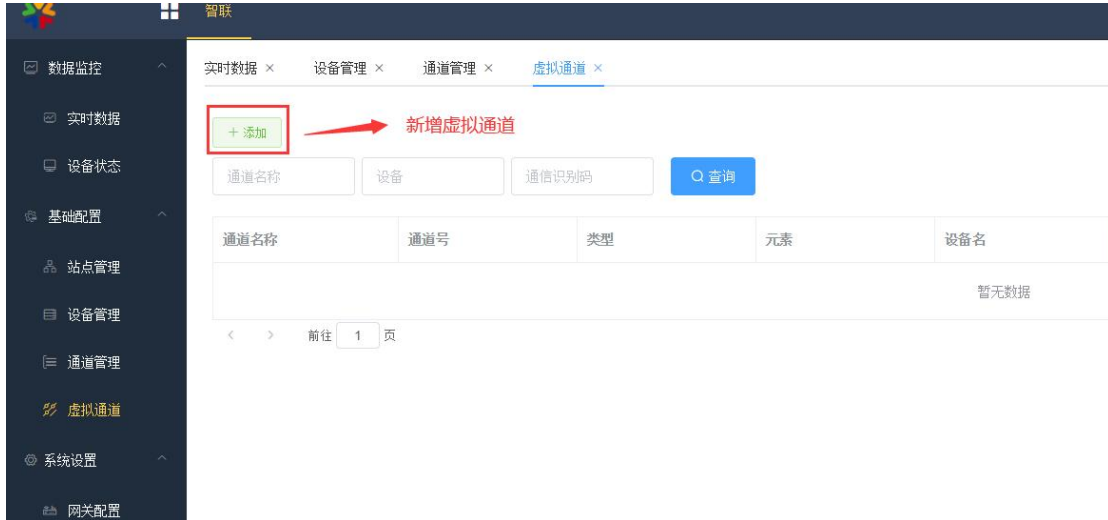 智联
数据监控
实时数据
设备状态
基础配置
站点管理
设备管理
通道管理
虚拟通道
系统设置
网关配置
实时数据 × 设备管理 × 通道管理 × 虚拟通道 ×
+ 添加 新增虚拟通道
通道名称 设备 通信识别码 查询
通道名称 通道号 类型 元素 设备名
暂无数据
< > 前往 1 页